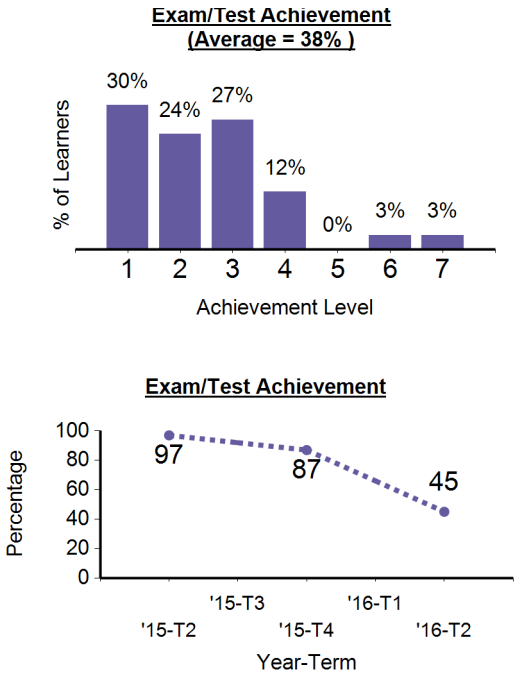 Exam/Test Achievement
(Average = 38% )
30%
24%
27%
12%
0%
3%
3%
% of Learners
1 2 3 4 5 6 7
Achievement Level
Exam/Test Achievement
Percentage
100
80
60
40
20
0
97
87
45
'15-T3 '16-T1
'15-T2 '15-T4 '16-T2
Year-Term